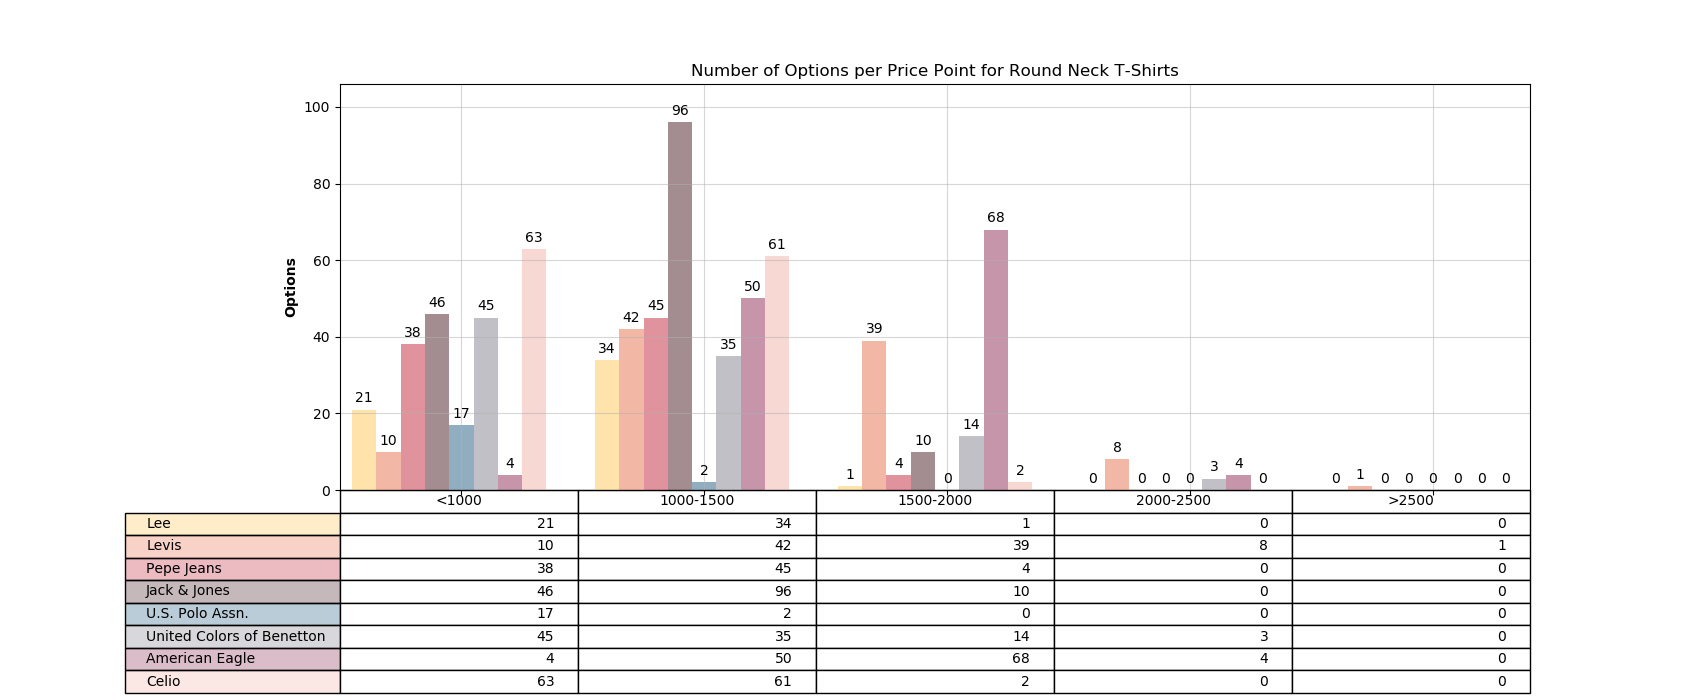 Number of Options per Price Point for Round Neck T-Shirts
Options
100
80
60
40
20
0
21 10 38 46 17 45 4 63
34 42 45 96 2 35 50 61
1 39 4 10 0 14 68 2
0 8 0 0 0 3 4 0
0 1 0 0 0 0 0 0
<1000 1000-1500 1500-2000 2000-2500 >2500
Lee 21 34 1 0 0
Levis 10 42 39 8 1
Pepe Jeans 38 45 4 0 0
Jack & Jones 46 96 10 0 0
U.S. Polo Assn. 17 2 0 0 0
United Colors of Benetton 45 35 14 3 0
American Eagle 4 50 68 4 0
Celio 63 61 2 0 0